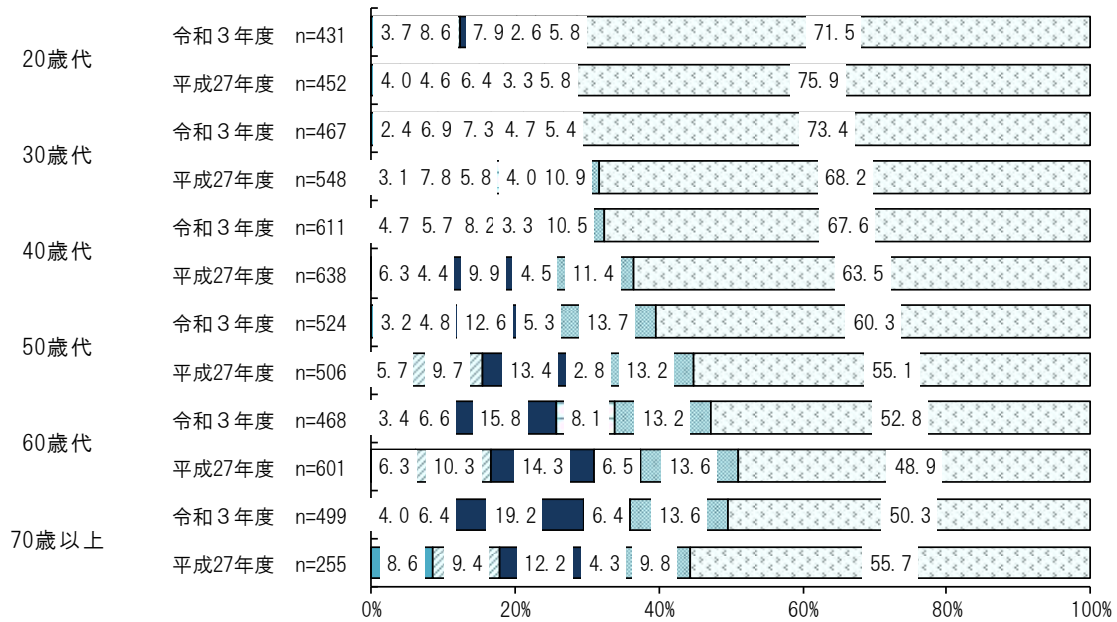 20歳代
令和３年度 n=431 3.7 8.6 7.9 2.6 5.8 71.5
平成27年度 n=452 4.0 4.6 6.4 3.3 5.8 75.9
30歳代
令和３年度 n=467 2.4 6.9 7.3 4.7 5.4 73.4
平成27年度 n=548 3.1 7.8 5.8 4.0 10.9 68.2
40歳代
令和３年度 n=611 4.7 5.7 8.2 3.3 10.5 67.6
平成27年度 n=638 6.3 4.4 9.9 4.5 11.4 63.5
50歳代
令和３年度 n=524 3.2 4.8 12.6 5.3 13.7 60.3
平成27年度 n=506 5.7 9.7 13.4 2.8 13.2 55.1
60歳代
令和３年度 n=468 3.4 6.6 15.8 8.1 13.2 52.8
平成27年度 n=601 6.3 10.3 14.3 6.5 13.6 48.9
70歳以上
令和３年度 n=499 4.0 6.4 19.2 6.4 13.6 50.3
平成27年度 n=255 8.6 9.4 12.2 4.3 9.8 55.7
0% 20% 40% 60% 80% 100%